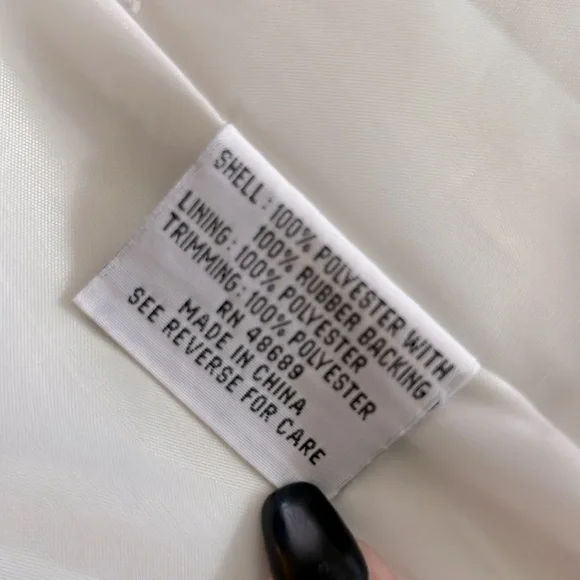 SHELL: 100% POLYESTER WITH
100% RUBBER BACKING
LINING: 100% POLYESTER
TRIMMING: 100% POLYESTER
RN 48689
MADE IN CHINA
SEE REVERSE FOR CARE